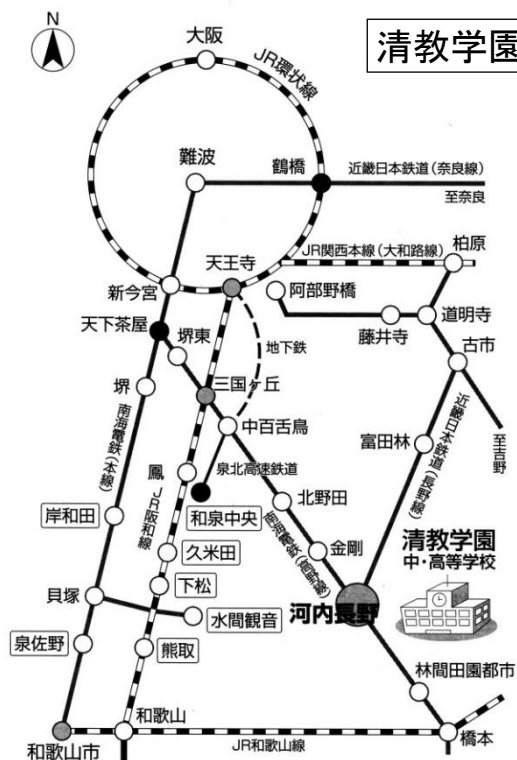 N
清教学園
大阪
JR環状線
難波
鶴橋
近畿日本鉄道(奈良線)
至奈良
天王寺
JR関西本線(大和路線)
柏原
新今宮
阿部野橋
天下茶屋
堺東
地下鉄
藤井寺
道明寺
古市
堺
三国ヶ丘
南海電鉄(本線)
中百舌鳥
富田林
近畿日本鉄道(長野線)
至吉野
鳳
泉北高速鉄道
JR阪和線
和泉中央
北野田
岸和田
南海電鉄(高野線)
久米田
金剛
清教学園
中・高等学校
下松
河内長野
貝塚
水間観音
泉佐野
熊取
林間田園都市
和歌山
和歌山市
JR和歌山線
橋本